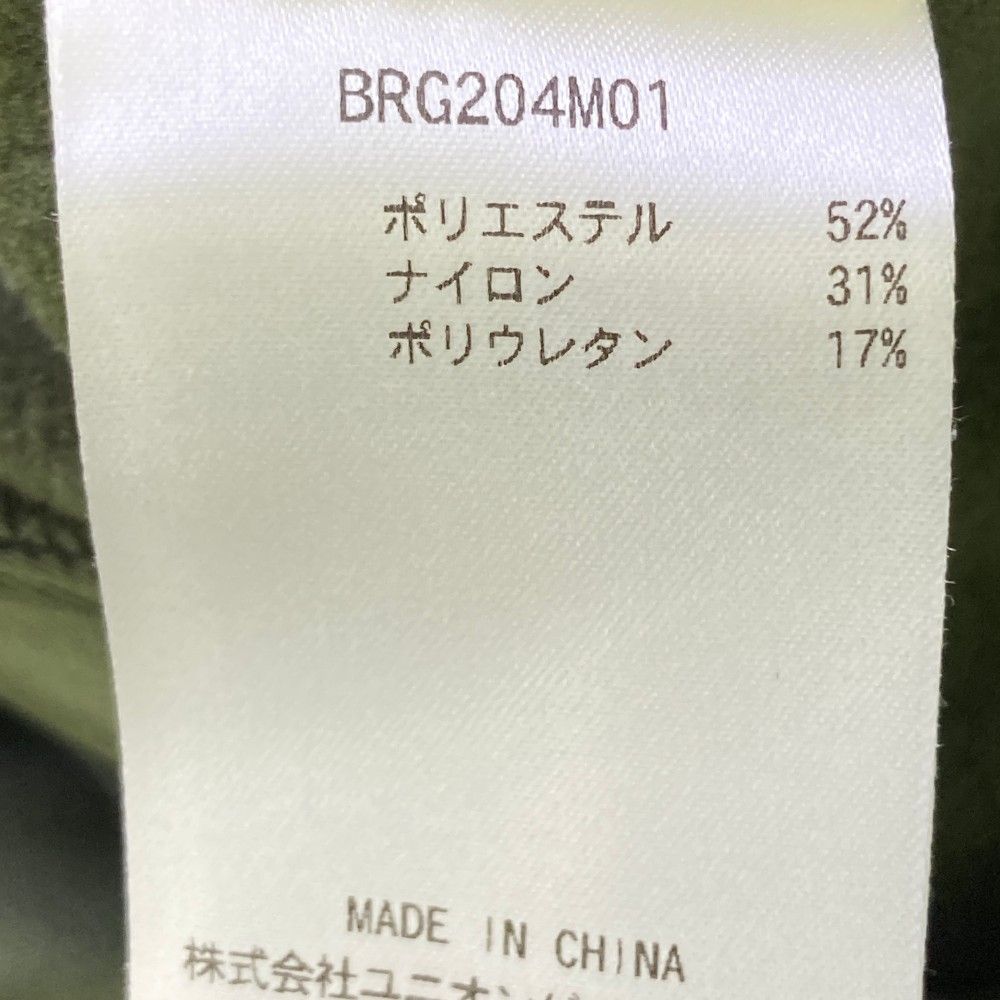 BRG204M01
ポリエステル 52%
ナイロン 31%
ポリウレタン 17%
MADE IN CHINA
株式会社ユニオンゲ